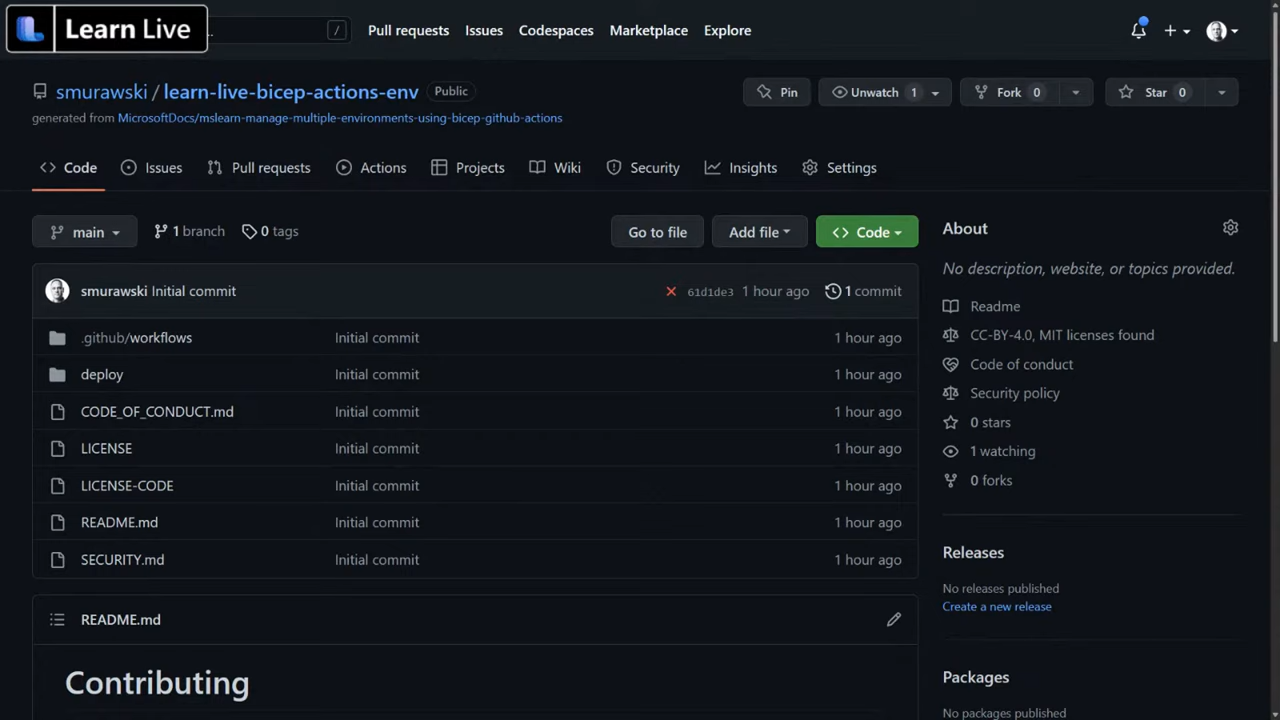 Learn Live
.. / Pull requests Issues Codespaces Marketplace Explore
smurawski / learn-live-bicep-actions-env Public
Pin Unwatch 1 Fork 0 Star 0
generated from MicrosoftDocs/mslearn-manage-multiple-environments-using-bicep-github-actions
Code Issues Pull requests Actions Projects Wiki Security Insights Settings
main 1 branch 0 tags Go to file Add file Code
smurawski Initial commit 61d1de3 1 hour ago 1 commit
.github/workflows Initial commit 1 hour ago
deploy Initial commit 1 hour ago
CODE_OF_CONDUCT.md Initial commit 1 hour ago
LICENSE Initial commit 1 hour ago
LICENSE-CODE Initial commit 1 hour ago
README.md Initial commit 1 hour ago
SECURITY.md Initial commit 1 hour ago
README.md
Contributing
About
No description, website, or topics provided.
Readme
CC-BY-4.0, MIT licenses found
Code of conduct
Security policy
0 stars
1 watching
0 forks
Releases
No releases published
Create a new release
Packages
No packages published